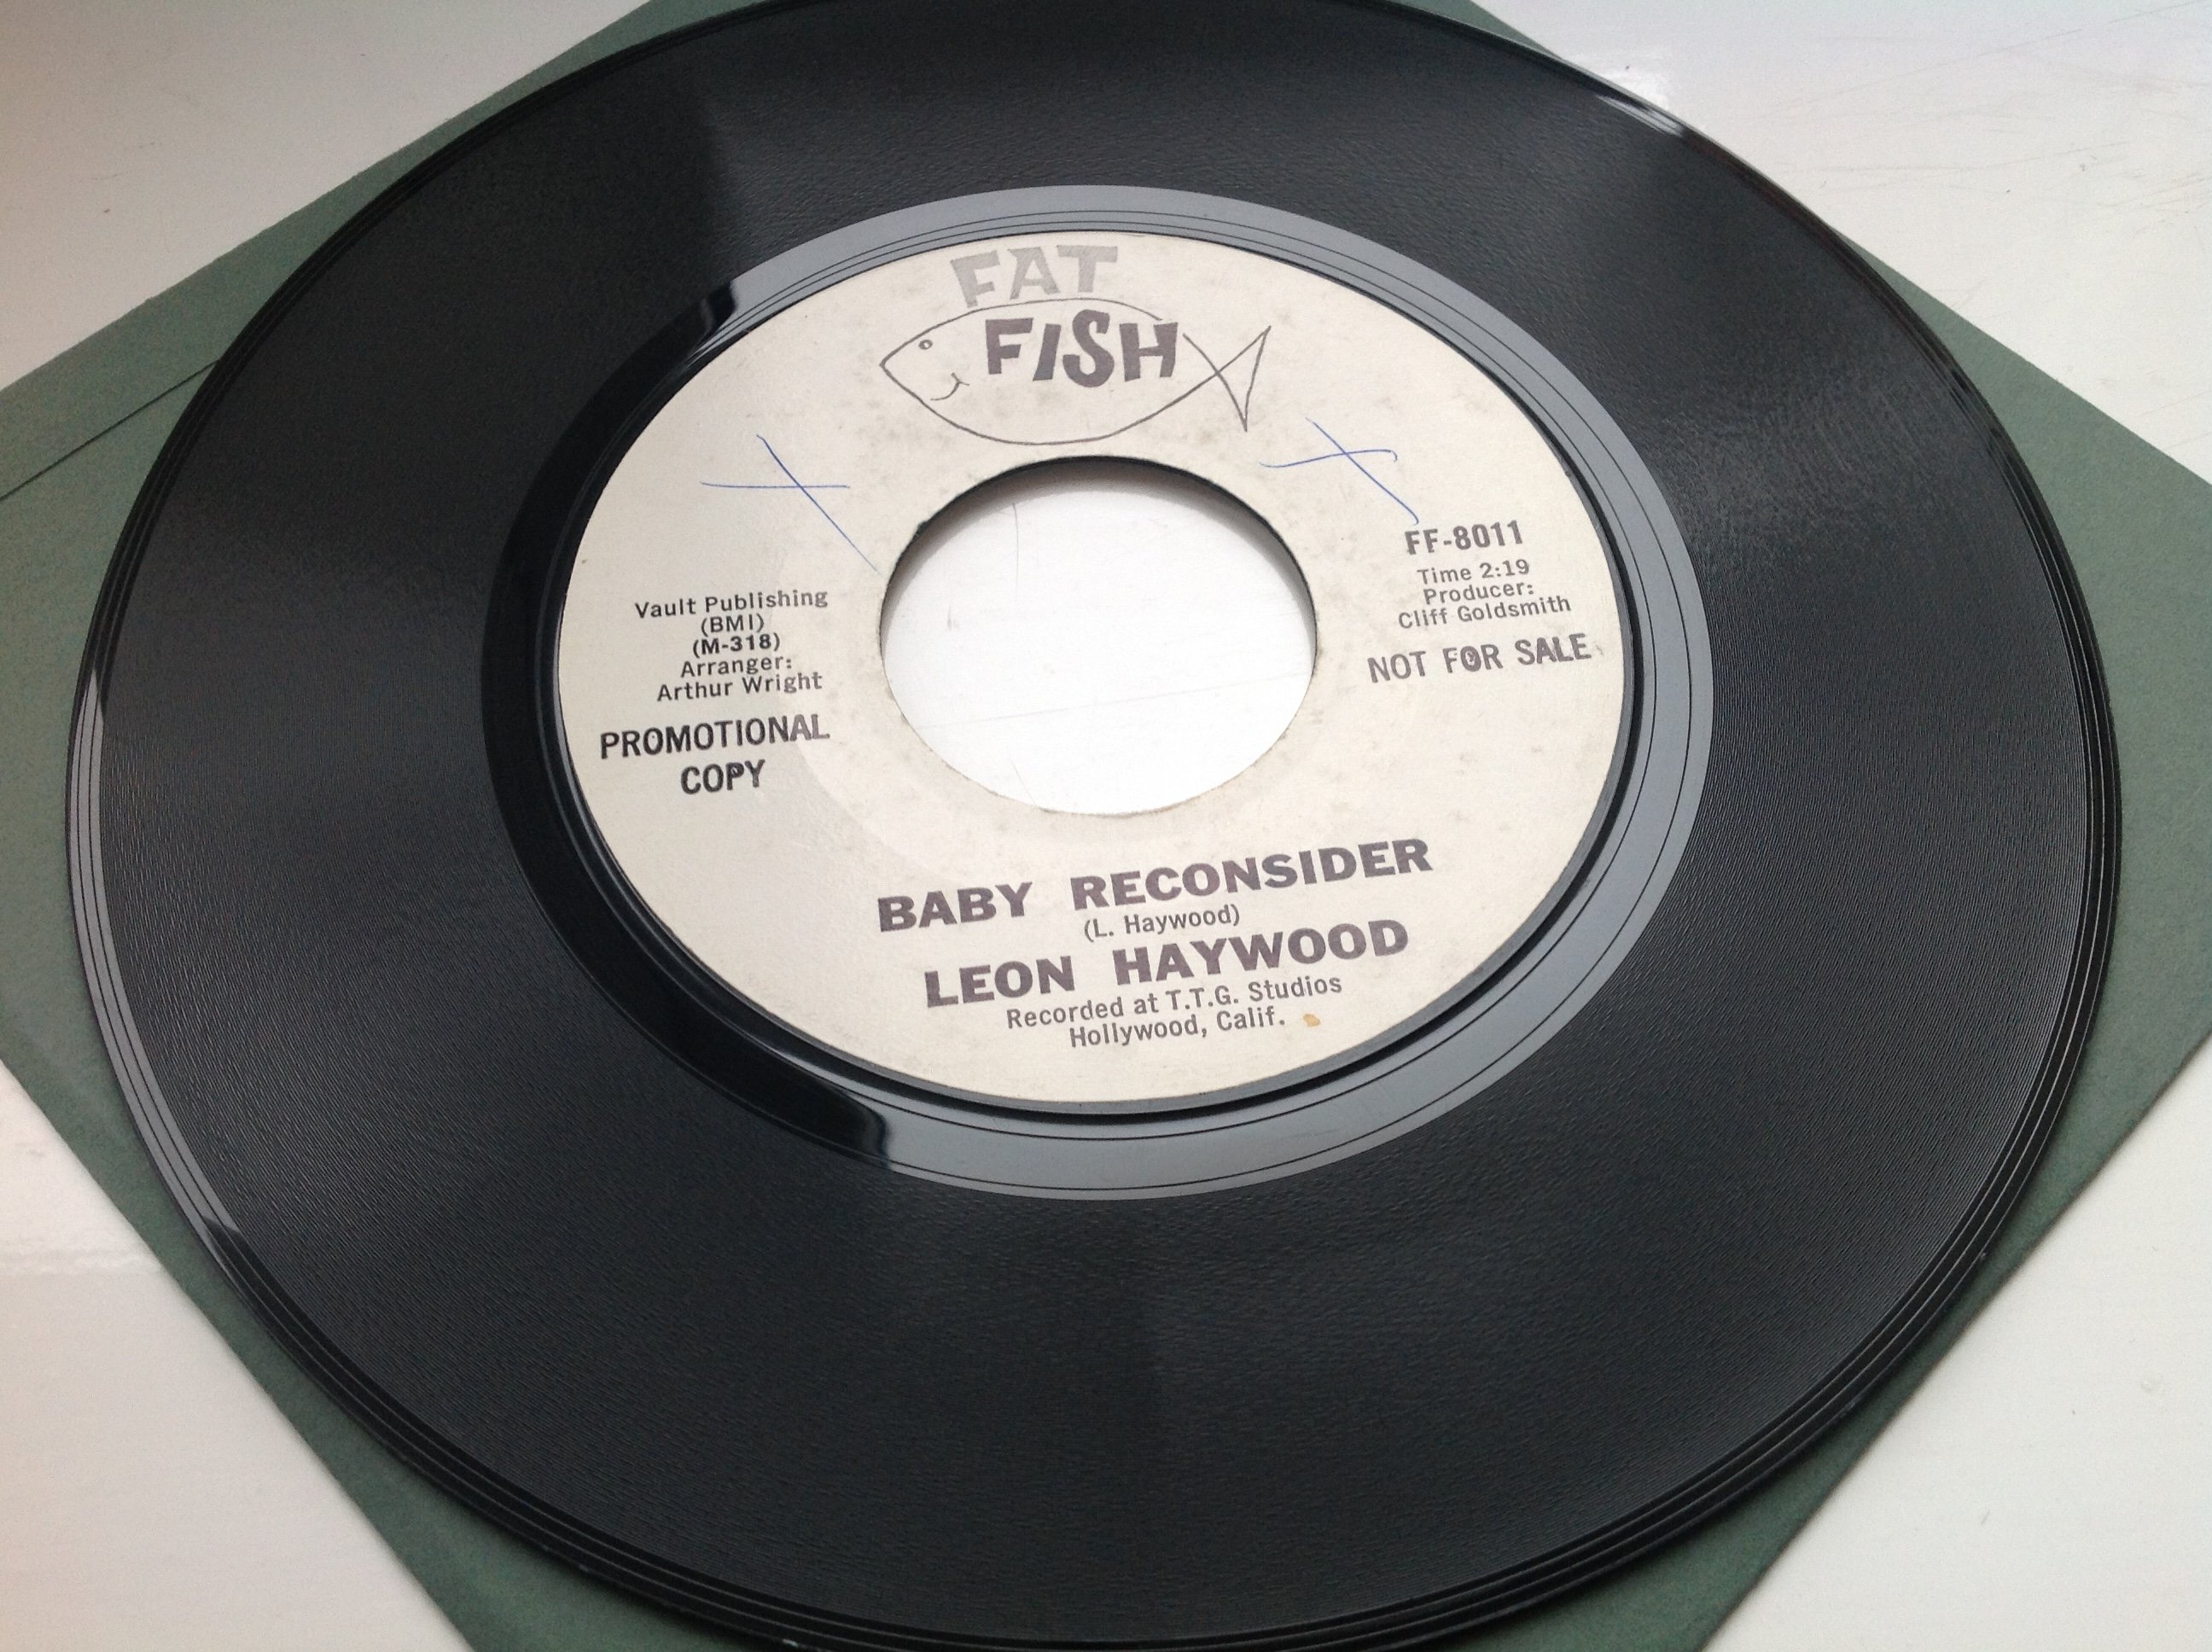 FAT
FISH
Vault Publishing
(BMI)
(M-318)
Arranger:
Arthur Wright
PROMOTIONAL
COPY
FF-8011
Time 2:19
Producer:
Cliff Goldsmith
NOT FOR SALE
BABY RECONSIDER
(L. Haywood)
LEON HAYWOOD
Recorded at T.T.G. Studios
Hollywood, Calif.